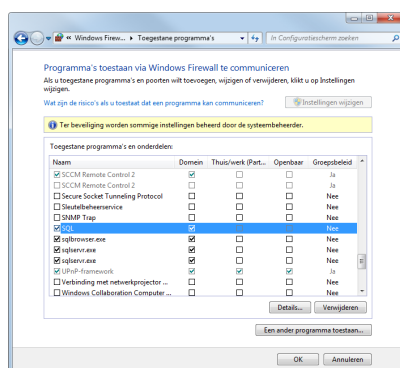 « Windows Firew... ▸ Toegestane programma's
In Configuratiescherm zoeken
Programma's toestaan via Windows Firewall te communiceren
Als u toegestane programma's en poorten wilt toevoegen, wijzigen of verwijderen, klikt u op Instellingen
wijzigen.
Wat zijn de risico's als u toestaat dat een programma kan communiceren?
Instellingen wijzigen
Ter beveiliging worden sommige instellingen beheerd door de systeembeheerder.
Toegestane programma's en onderdelen:
Naam Domein Thuis/werk (Part... Openbaar Groepsbeleid
SCCM Remote Control 2 Ja
SCCM Remote Control 2 Ja
Secure Socket Tunneling Protocol Nee
Sleutelbeheerservice Nee
SNMP Trap Nee
SQL Nee
sqlbrowser.exe Nee
sqlservr.exe Nee
sqlservr.exe Nee
UPnP-framework Ja
Verbinding met netwerkprojector ... Nee
Windows Collaboration Computer ... Nee
Details... Verwijderen
Een ander programma toestaan...
OK Annuleren